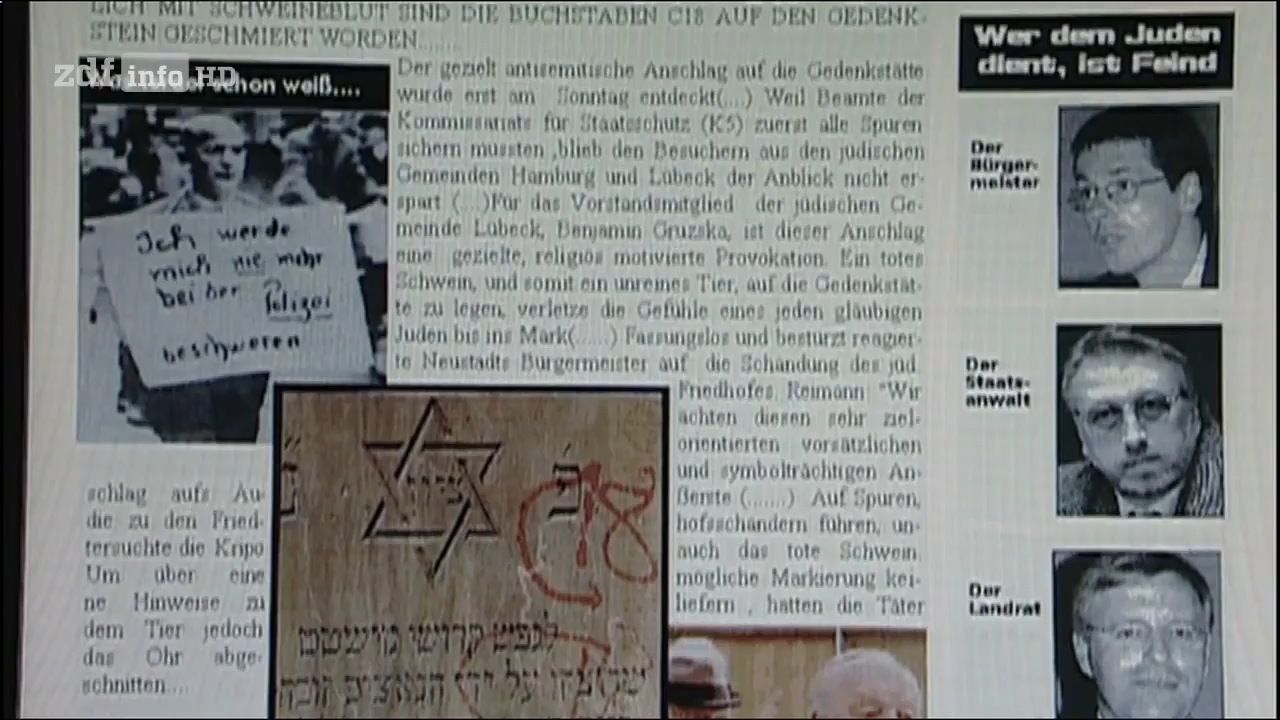 LICH MIT SCHWEINEBLUT SIND DIE BUCHSTABEN C18 AUF DEN GEDENK-
STEIN GESCHMIERT WORDEN.......
zdf info HD
schon weiß....
Ich werde
mich nie mehr
bei der Polizei
beschweren
Der gezielt antisemitische Anschlag auf die Gedenkstätte
wurde erst am Sonntag entdeckt(...) Weil Beamte der
Kommissariats für Staatsschutz (K5) zuerst alle Spuren
sichern mussten ,blieb den Besuchern aus den jüdischen
Gemeinden Hamburg und Lübeck der Anblick nicht er-
spart (...)Für das Vorstandsmitglied der jüdischen Ge-
meinde Lübeck, Benjamin Gruzska, ist dieser Anschlag
eine gezielte, religiös motivierte Provokation. Ein totes
Schwein, und somit ein unreines Tier, auf die Gedenkstät-
te zu legen, verletze die Gefühle eines jeden gläubigen
Juden bis ins Mark(......) Fassungslos und bestürzt reagier-
te Neustadts Bürgermeister auf die Schändung des jüd.
Friedhofes. Reimann: "Wir
achten diesen sehr ziel-
orientierten vorsätzlichen
und symbolträchtigen An-
schlag aufs Äu-
ßerste (.......) Auf Spuren,
die zu den Fried-
hofsschändern führen, un-
tersuchte die Kripo
auch das tote Schwein.
Um über eine
mögliche Markierung kei-
ne Hinweise zu
liefern , hatten die Täter
dem Tier jedoch
das Ohr abge-
schnitten....
C18
לנפש קדושי
על ידי הנאצים
Wer dem Juden
dient, ist Feind
Der
Bürger-
meister
Der
Staats-
anwalt
Der
Landrat